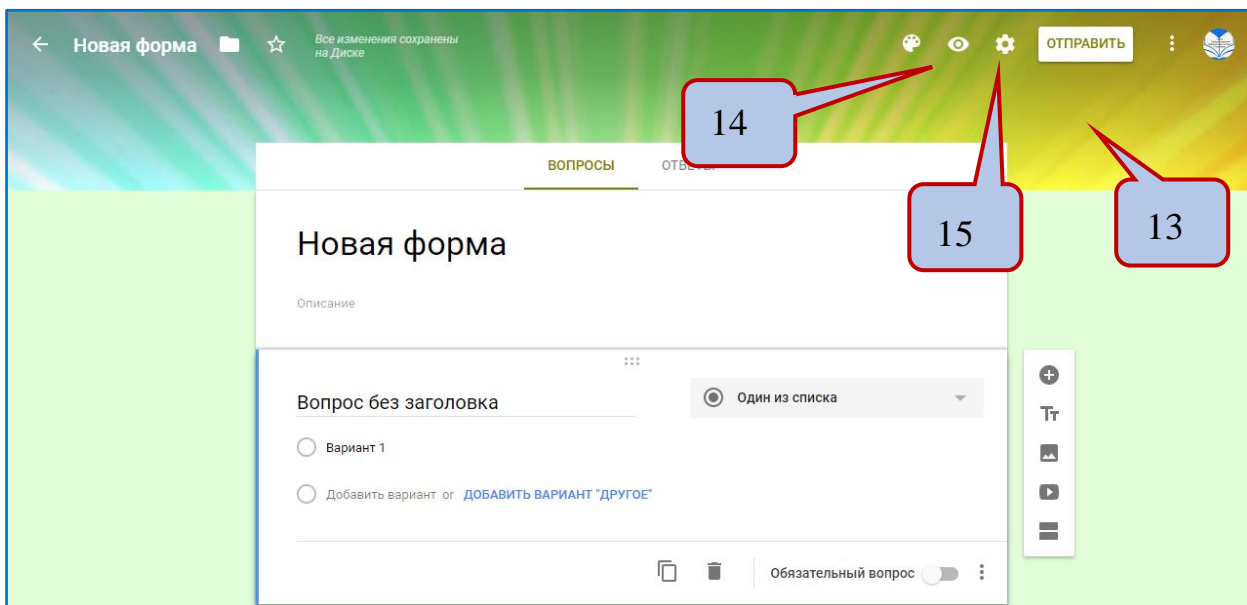 Новая форма
Все изменения сохранены
на Диске
ОТПРАВИТЬ
14
13
15
ВОПРОСЫ
Новая форма
Описание
Вопрос без заголовка
Один из списка
Вариант 1
Добавить вариант or ДОБАВИТЬ ВАРИАНТ "ДРУГОЕ"
Обязательный вопрос